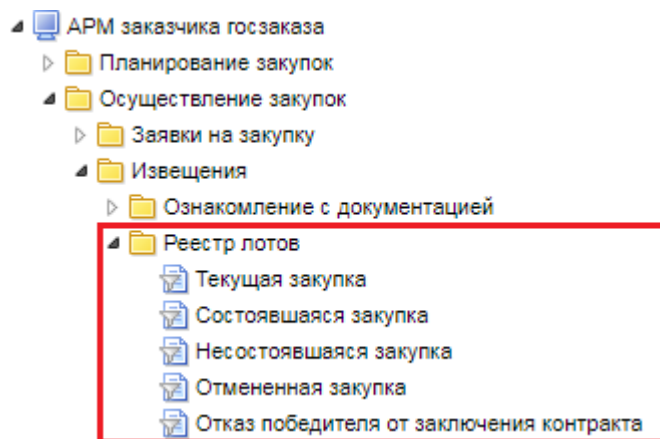 АРМ заказчика госзаказа
Планирование закупок
Осуществление закупок
Заявки на закупку
Извещения
Ознакомление с документацией
Реестр лотов
Текущая закупка
Состоявшаяся закупка
Несостоявшаяся закупка
Отмененная закупка
Отказ победителя от заключения контракта